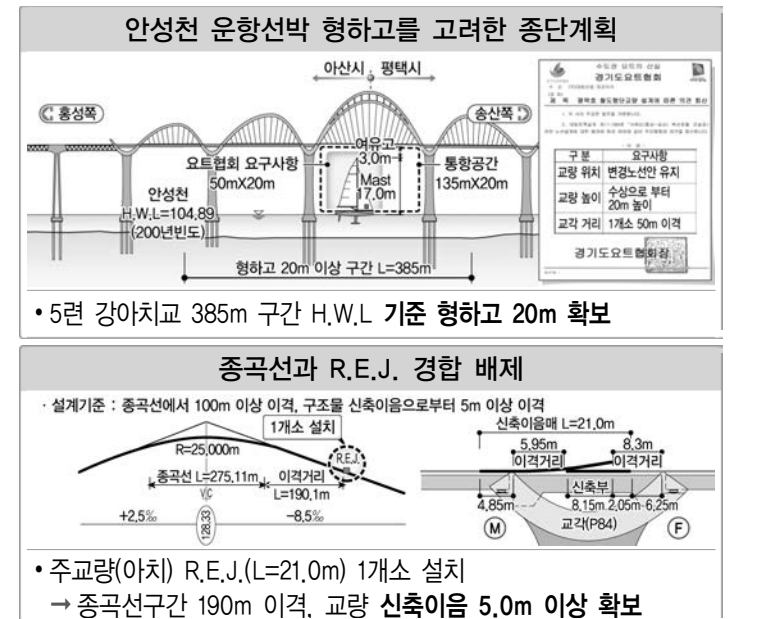 안성천 운항선박 형하고를 고려한 종단계획
아산시 평택시
홍성쪽
송산쪽
여유고
3.0m
요트협회 요구사항
50mX20m
Mast
17.0m
통항공간
135mX20m
안성천
H.W.L=104.89
(200년빈도)
형하고 20m 이상 구간 L=385m
경기도요트협회
구 분 요구사항
교량 위치 변경노선안 유지
교량 높이 수상으로 부터
20m 높이
교각 거리 1개소 50m 이격
경기도요트협회장
• 5련 강아치교 385m 구간 H.W.L 기준 형하고 20m 확보
종곡선과 R.E.J. 경합 배제
· 설계기준 : 종곡선에서 100m 이상 이격, 구조물 신축이음으로부터 5m 이상 이격
1개소 설치
R=25,000m
R.E.J.
종곡선 L=275.11m
이격거리
L=190.1m
V.C
+2.5‰
128.33
-8.5‰
신축이음매 L=21.0m
5.95m
이격거리
8.3m
이격거리
신축부
4.85m
8.15m 2.05m 6.25m
M
교각(P84)
F
• 주교량(아치) R.E.J.(L=21.0m) 1개소 설치
→ 종곡선구간 190m 이격, 교량 신축이음 5.0m 이상 확보